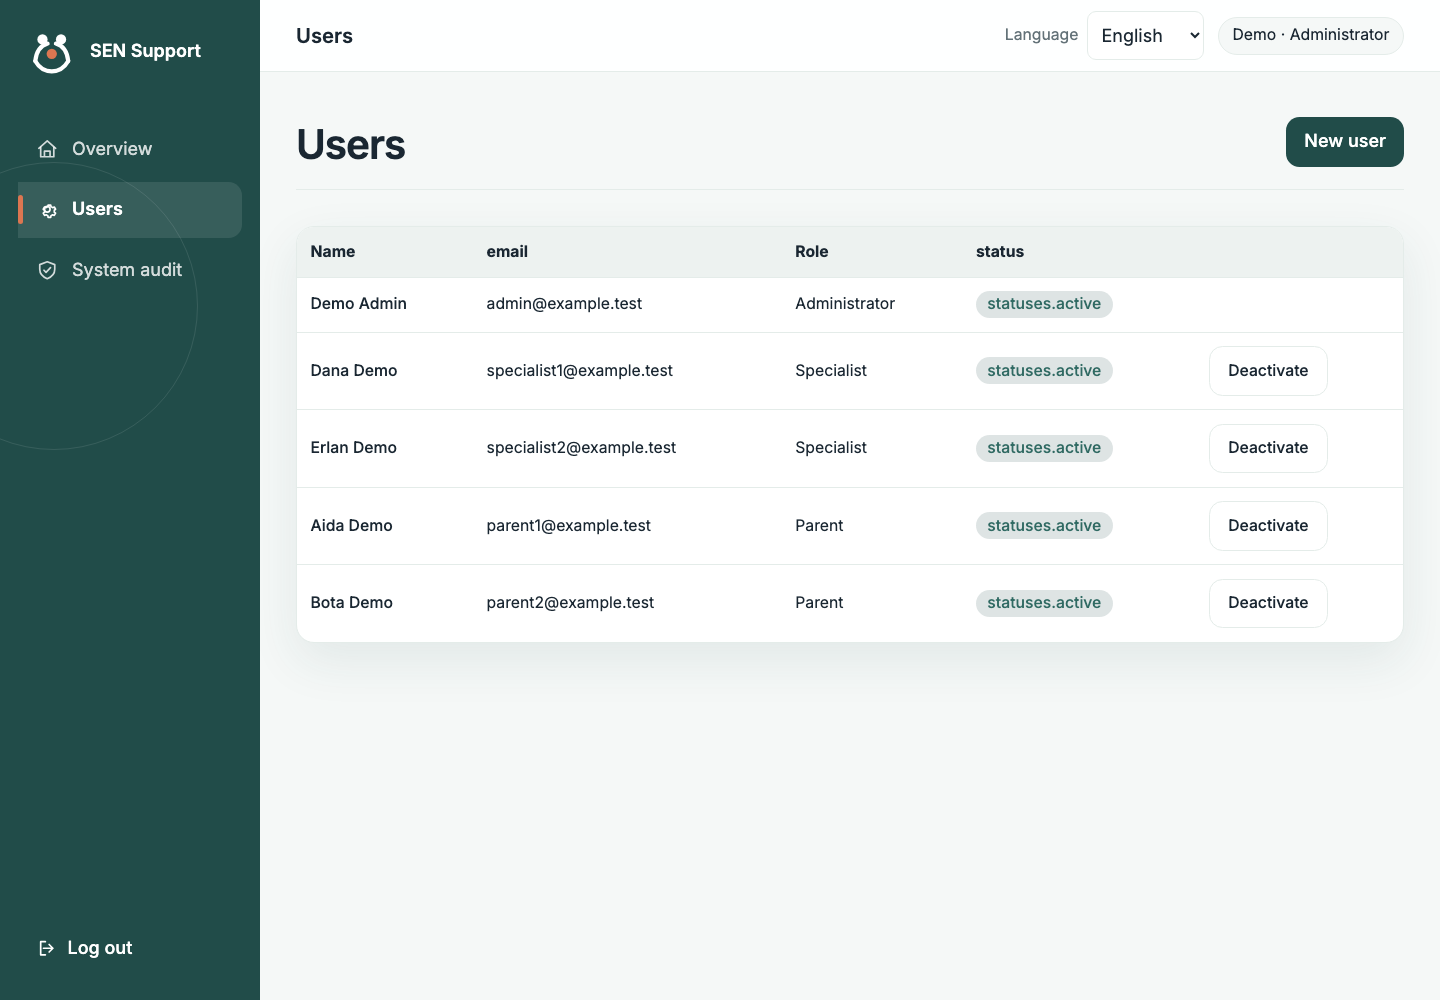 SEN Support
Overview
Users
System audit
Log out
Users
Language English Demo · Administrator
Users
New user
Name email Role status
Demo Admin admin@example.test Administrator statuses.active
Dana Demo specialist1@example.test Specialist statuses.active Deactivate
Erlan Demo specialist2@example.test Specialist statuses.active Deactivate
Aida Demo parent1@example.test Parent statuses.active Deactivate
Bota Demo parent2@example.test Parent statuses.active Deactivate